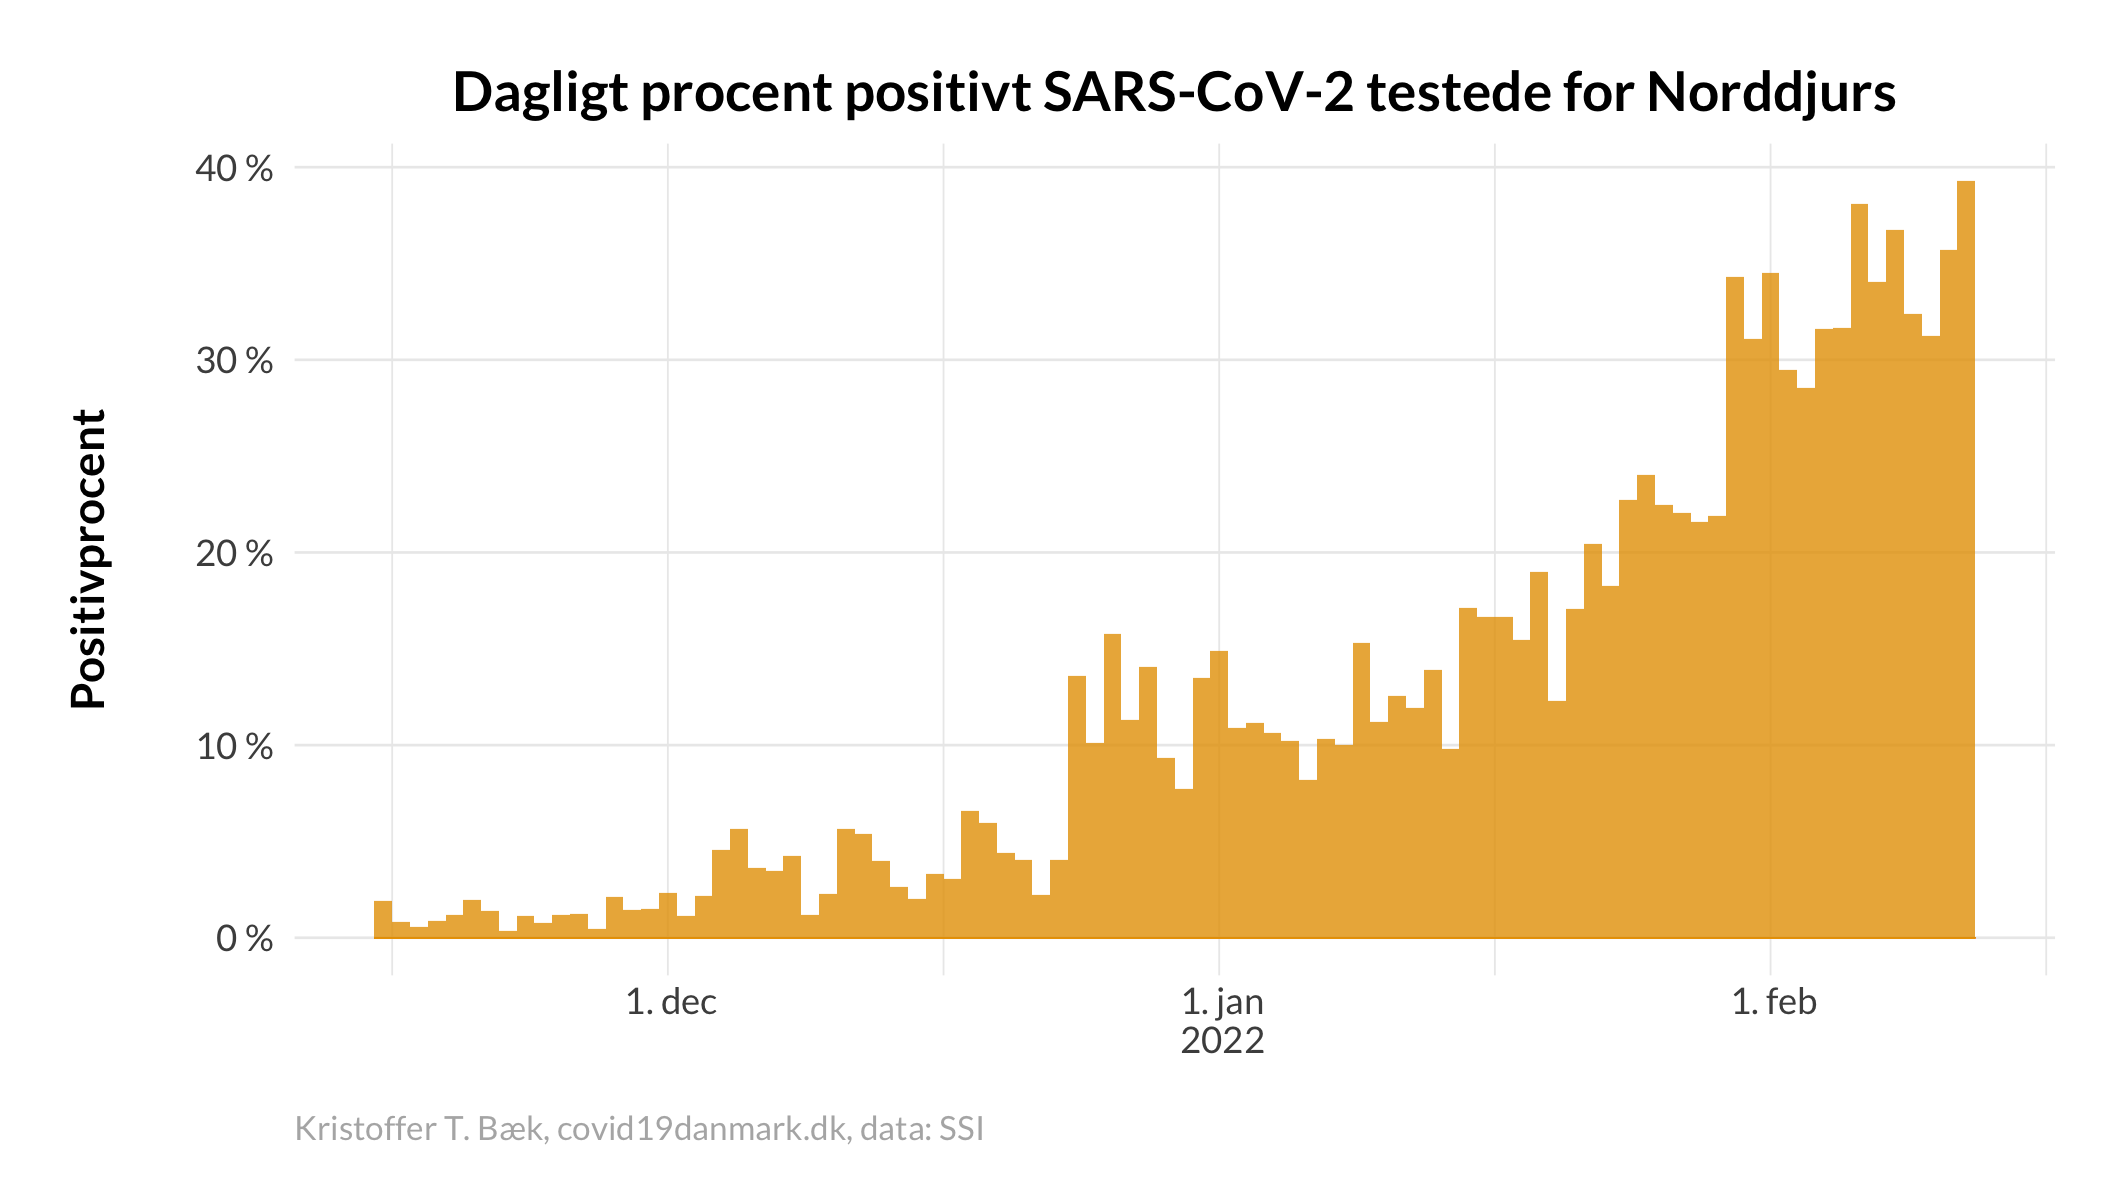 Dagligt procent positivt SARS-CoV-2 testede for Norddjurs
Positivprocent
40 %
30 %
20 %
10 %
0 %
1. dec
1. jan
2022
1. feb
Kristoffer T. Bæk, covid19danmark.dk, data: SSI